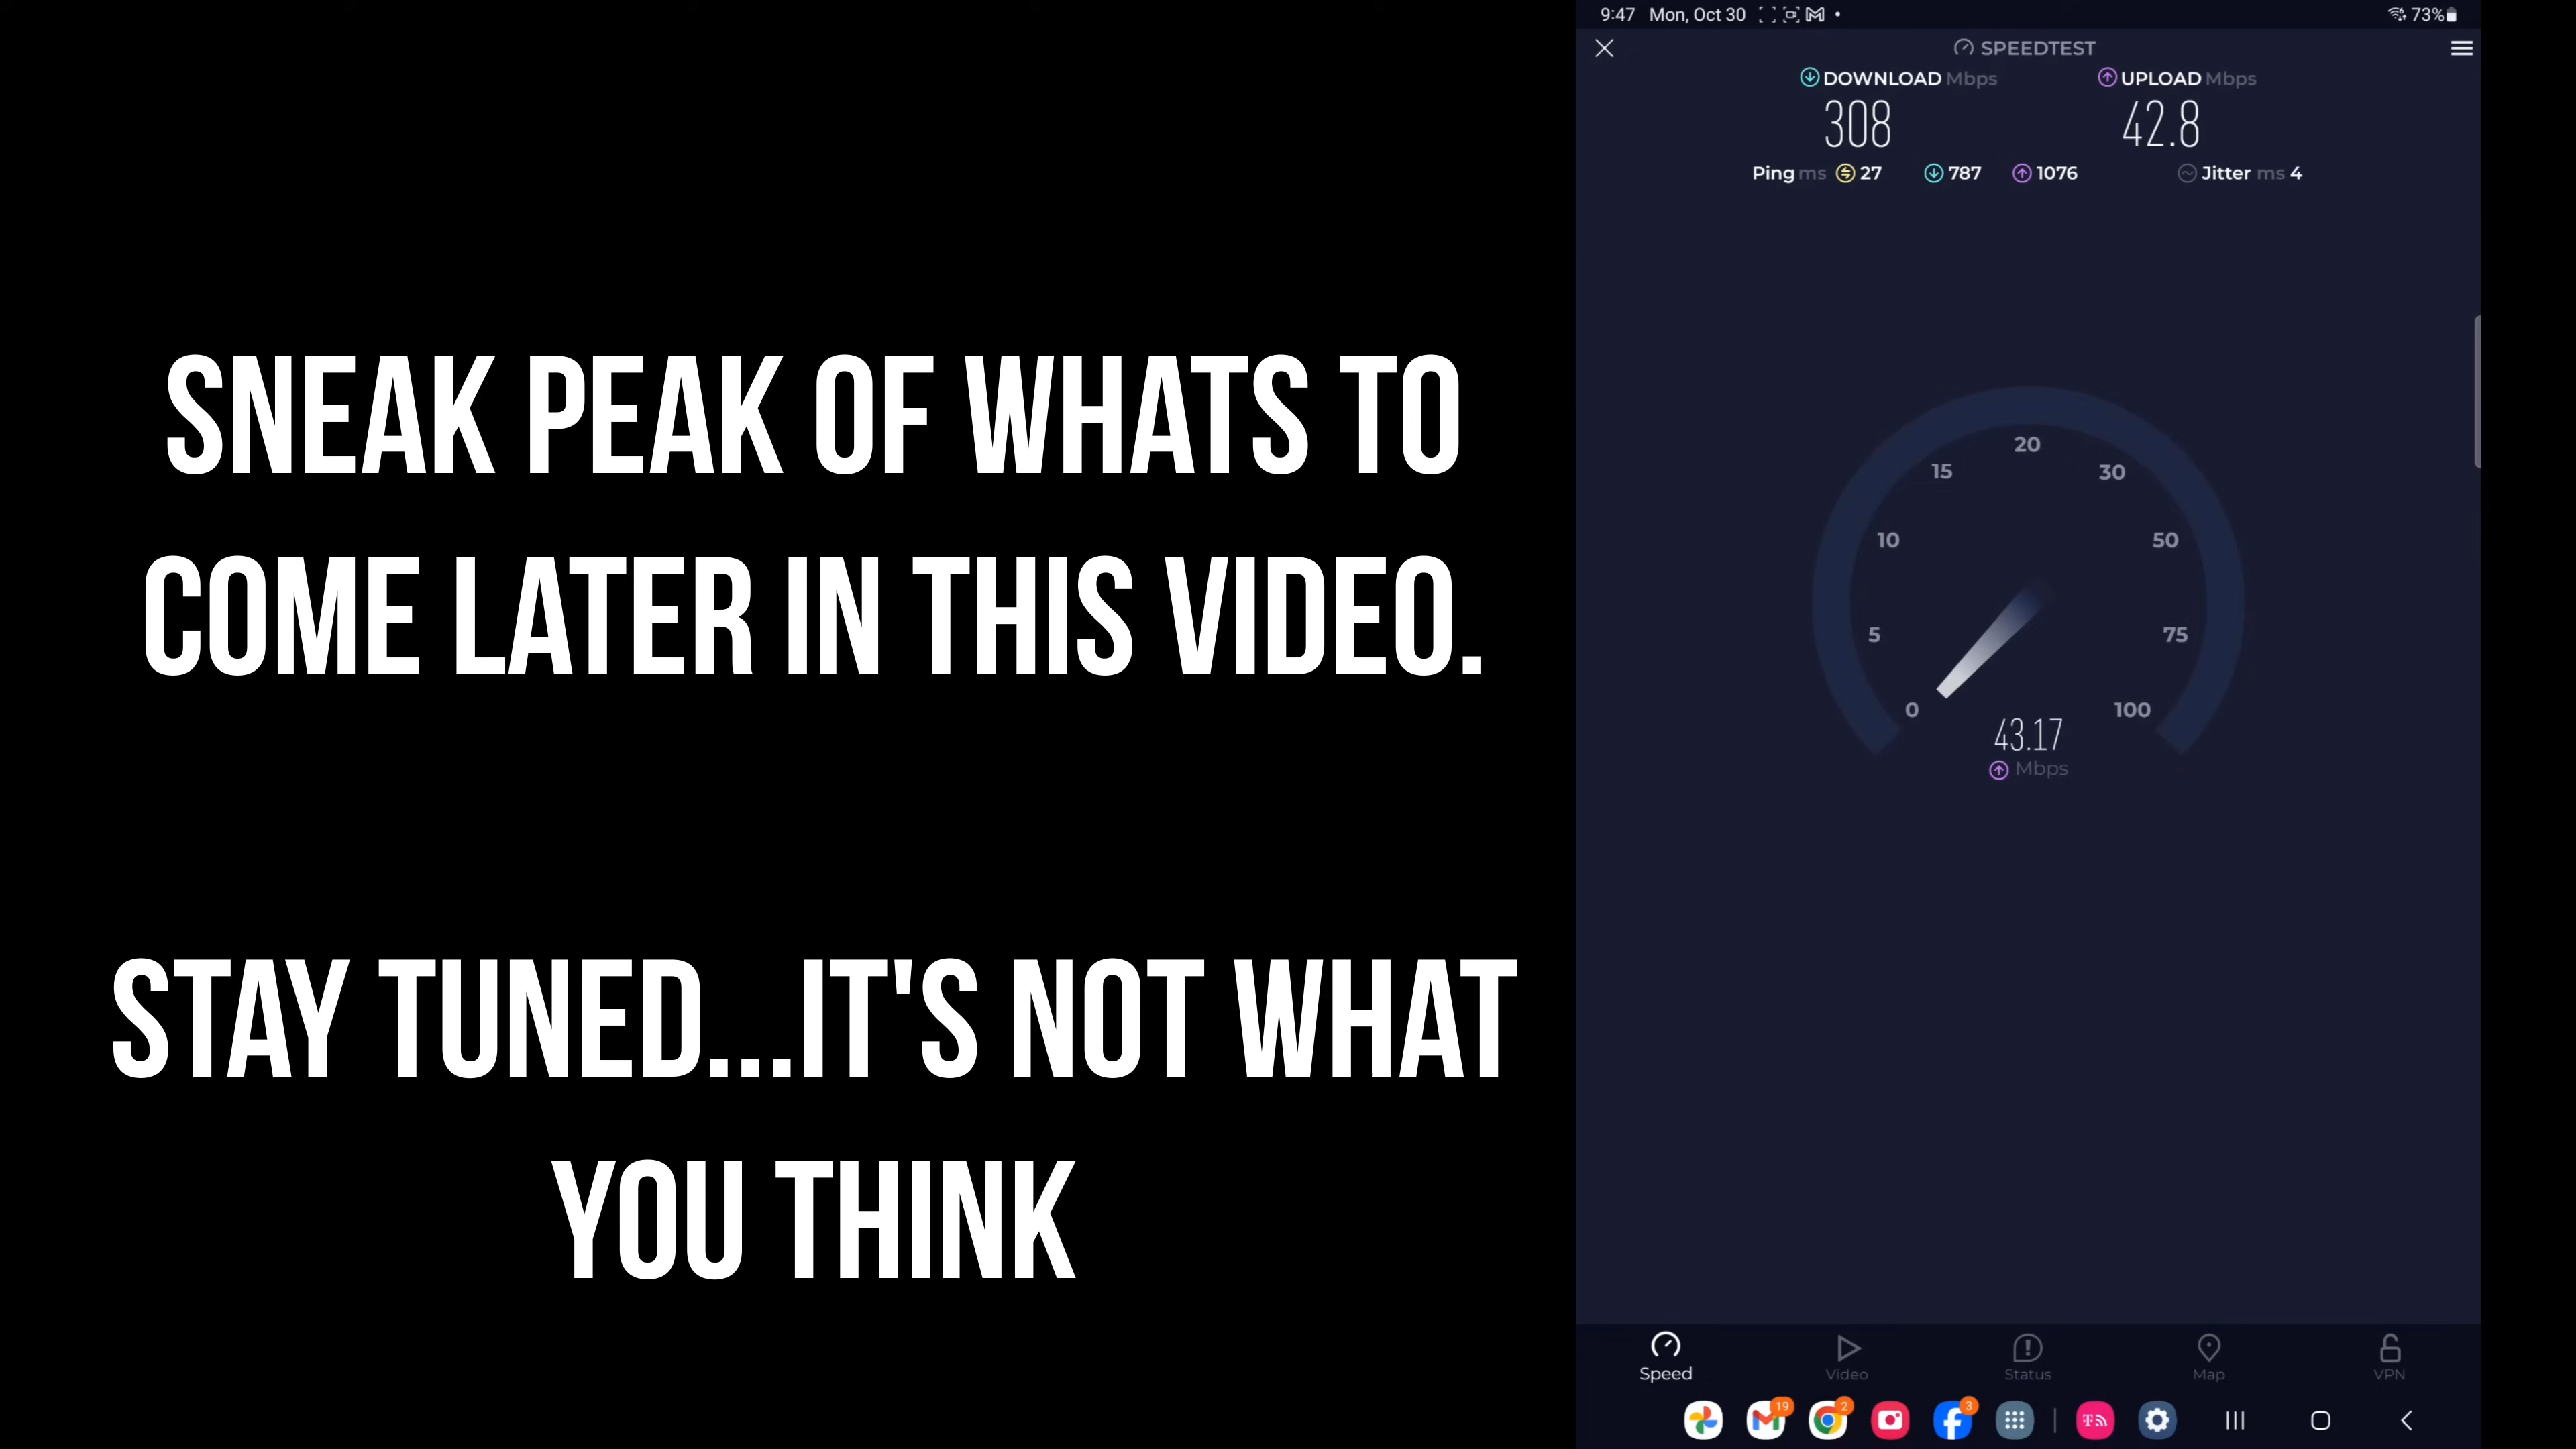 SNEAK PEAK OF WHATS TO
COME LATER IN THIS VIDEO.
STAY TUNED...IT'S NOT WHAT
YOU THINK
9:47 Mon, Oct 30
73%
SPEEDTEST
DOWNLOAD Mbps
UPLOAD Mbps
308
42.8
Ping ms 27 787 1076
Jitter ms 4
20
15
30
10
50
5
75
0
100
43.17
Mbps
Speed
Video
Status
Map
VPN
19
2
3
T